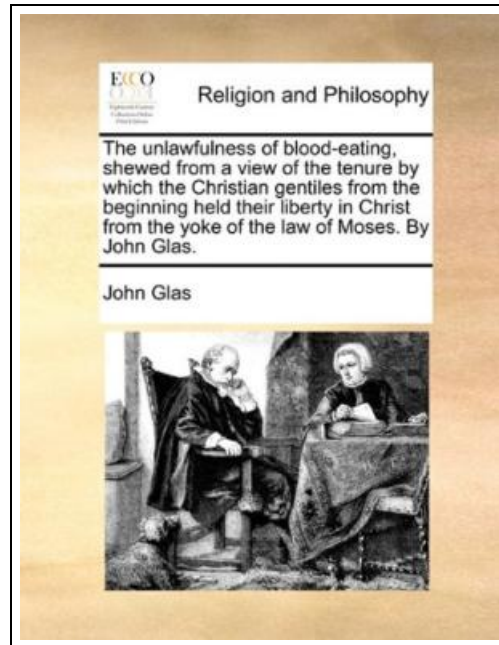 ECCO
Religion and Philosophy
The unlawfulness of blood-eating,
shewed from a view of the tenure by
which the Christian gentiles from the
beginning held their liberty in Christ
from the yoke of the law of Moses. By
John Glas.
John Glas